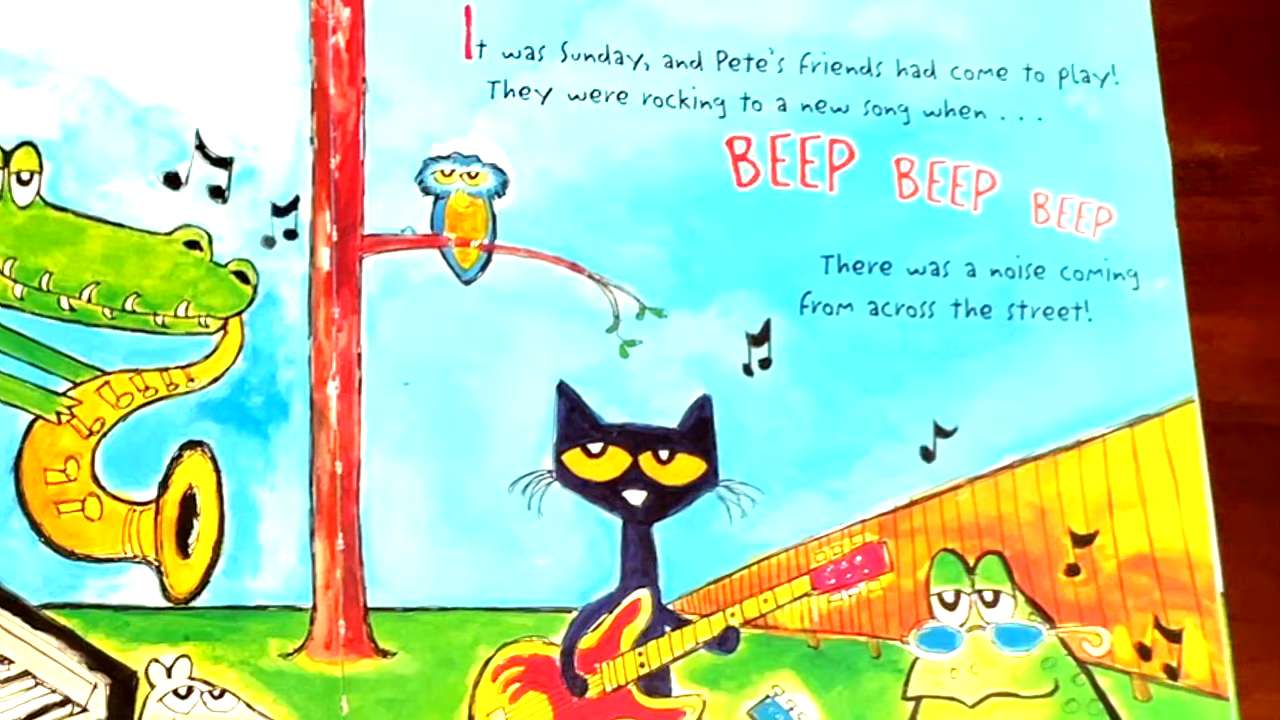 It was Sunday, and Pete's friends had come to play!
They were rocking to a new song when . . .
BEEP BEEP BEEP
There was a noise coming
from across the street!